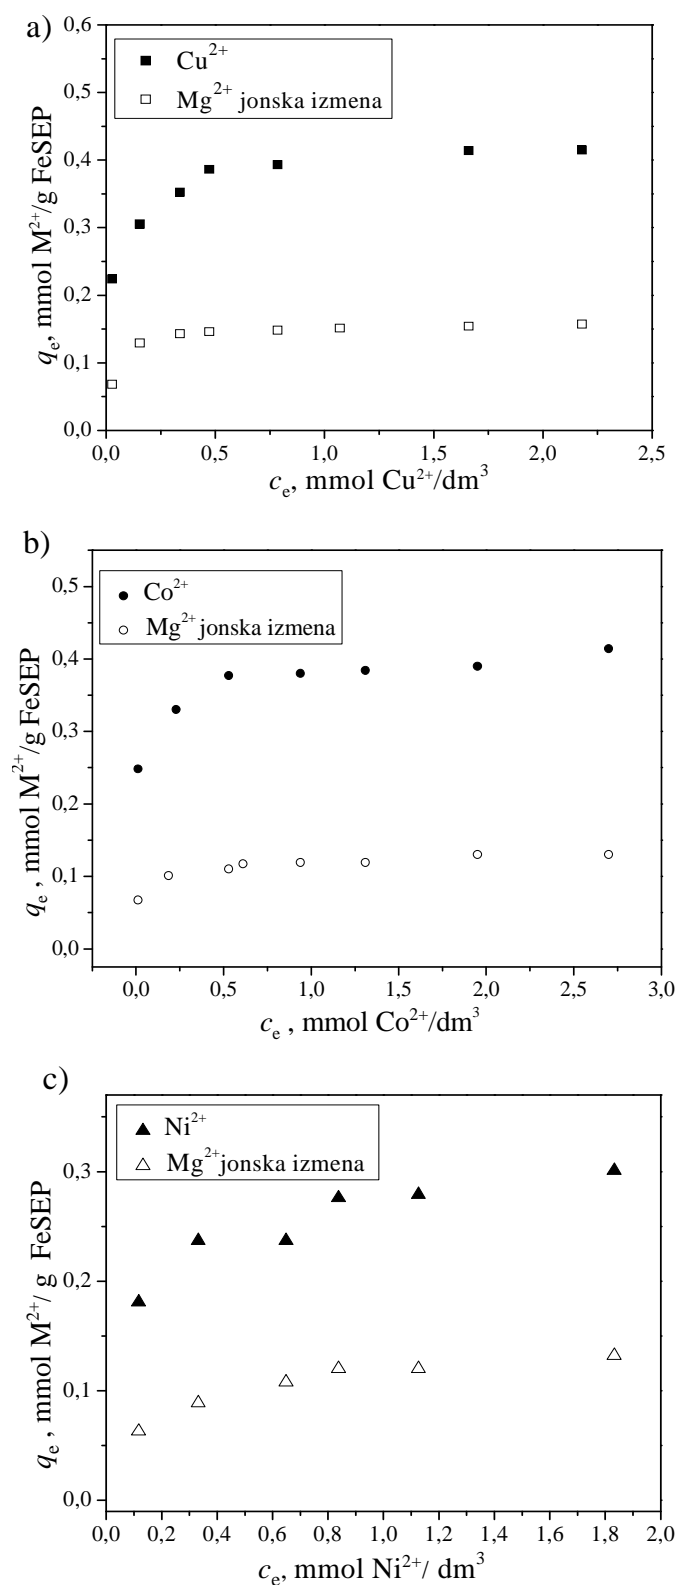 a)
0,6
0,5
0,4
0,3
0,2
0,1
0,0
qe, mmol M²⁺/g FeSEP
Cu²⁺
Mg²⁺ jonska izmena
0,0 0,5 1,0 1,5 2,0 2,5
ce, mmol Cu²⁺/dm³
b)
0,5
0,4
0,3
0,2
0,1
0,0
qe , mmol M²⁺/g FeSEP
Co²⁺
Mg²⁺ jonska izmena
0,0 0,5 1,0 1,5 2,0 2,5 3,0
ce , mmol Co²⁺/dm³
c)
0,3
0,2
0,1
0,0
qe , mmol M²⁺/ g FeSEP
Ni²⁺
Mg²⁺jonska izmena
0,0 0,2 0,4 0,6 0,8 1,0 1,2 1,4 1,6 1,8 2,0
ce, mmol Ni²⁺/ dm³